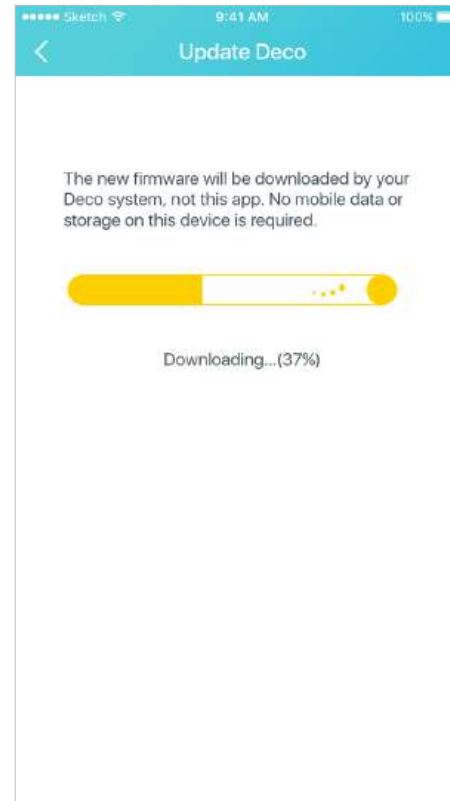 Sketch 9:41 AM 100%
Update Deco
The new firmware will be downloaded by your
Deco system, not this app. No mobile data or
storage on this device is required.
Downloading...(37%)